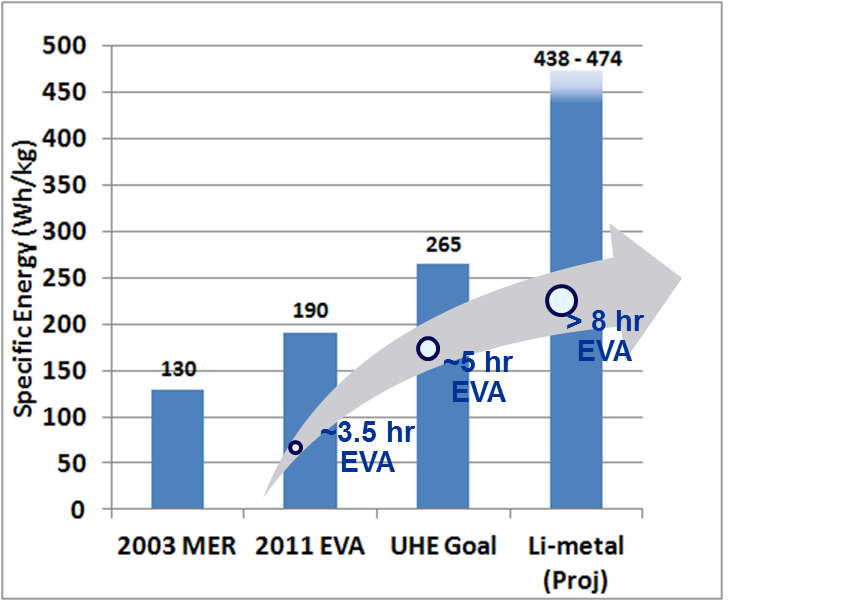 Specific Energy (Wh/kg)
500
450
400
350
300
250
200
150
100
50
0
130
190
265
438 - 474
~3.5 hr
EVA
~5 hr
EVA
> 8 hr
EVA
2003 MER
2011 EVA
UHE Goal
Li-metal
(Proj)